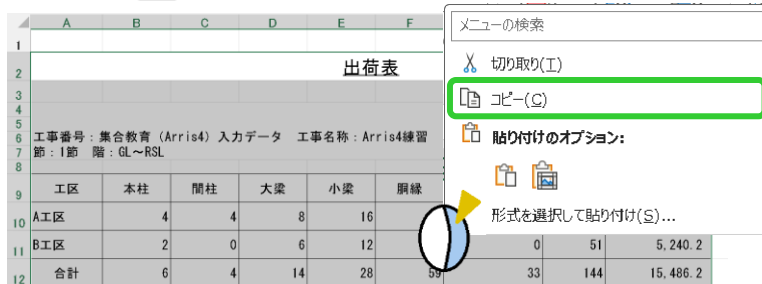 A B C D E F
メニューの検索
1
切り取り(T)
2 出荷表
3
コピー(C)
4
5
6 工事番号：集合教育（Arris4）入力データ 工事名称：Arris4練習
貼り付けのオプション:
7 節：1節 階：GL～RSL
8
9 工区 本柱 間柱 大梁 小梁 胴縁
形式を選択して貼り付け(S)...
10 A工区 4 4 8 16
11 B工区 2 0 6 12 0 51 5,240.2
12 合計 6 4 14 28 59 33 144 15,486.2